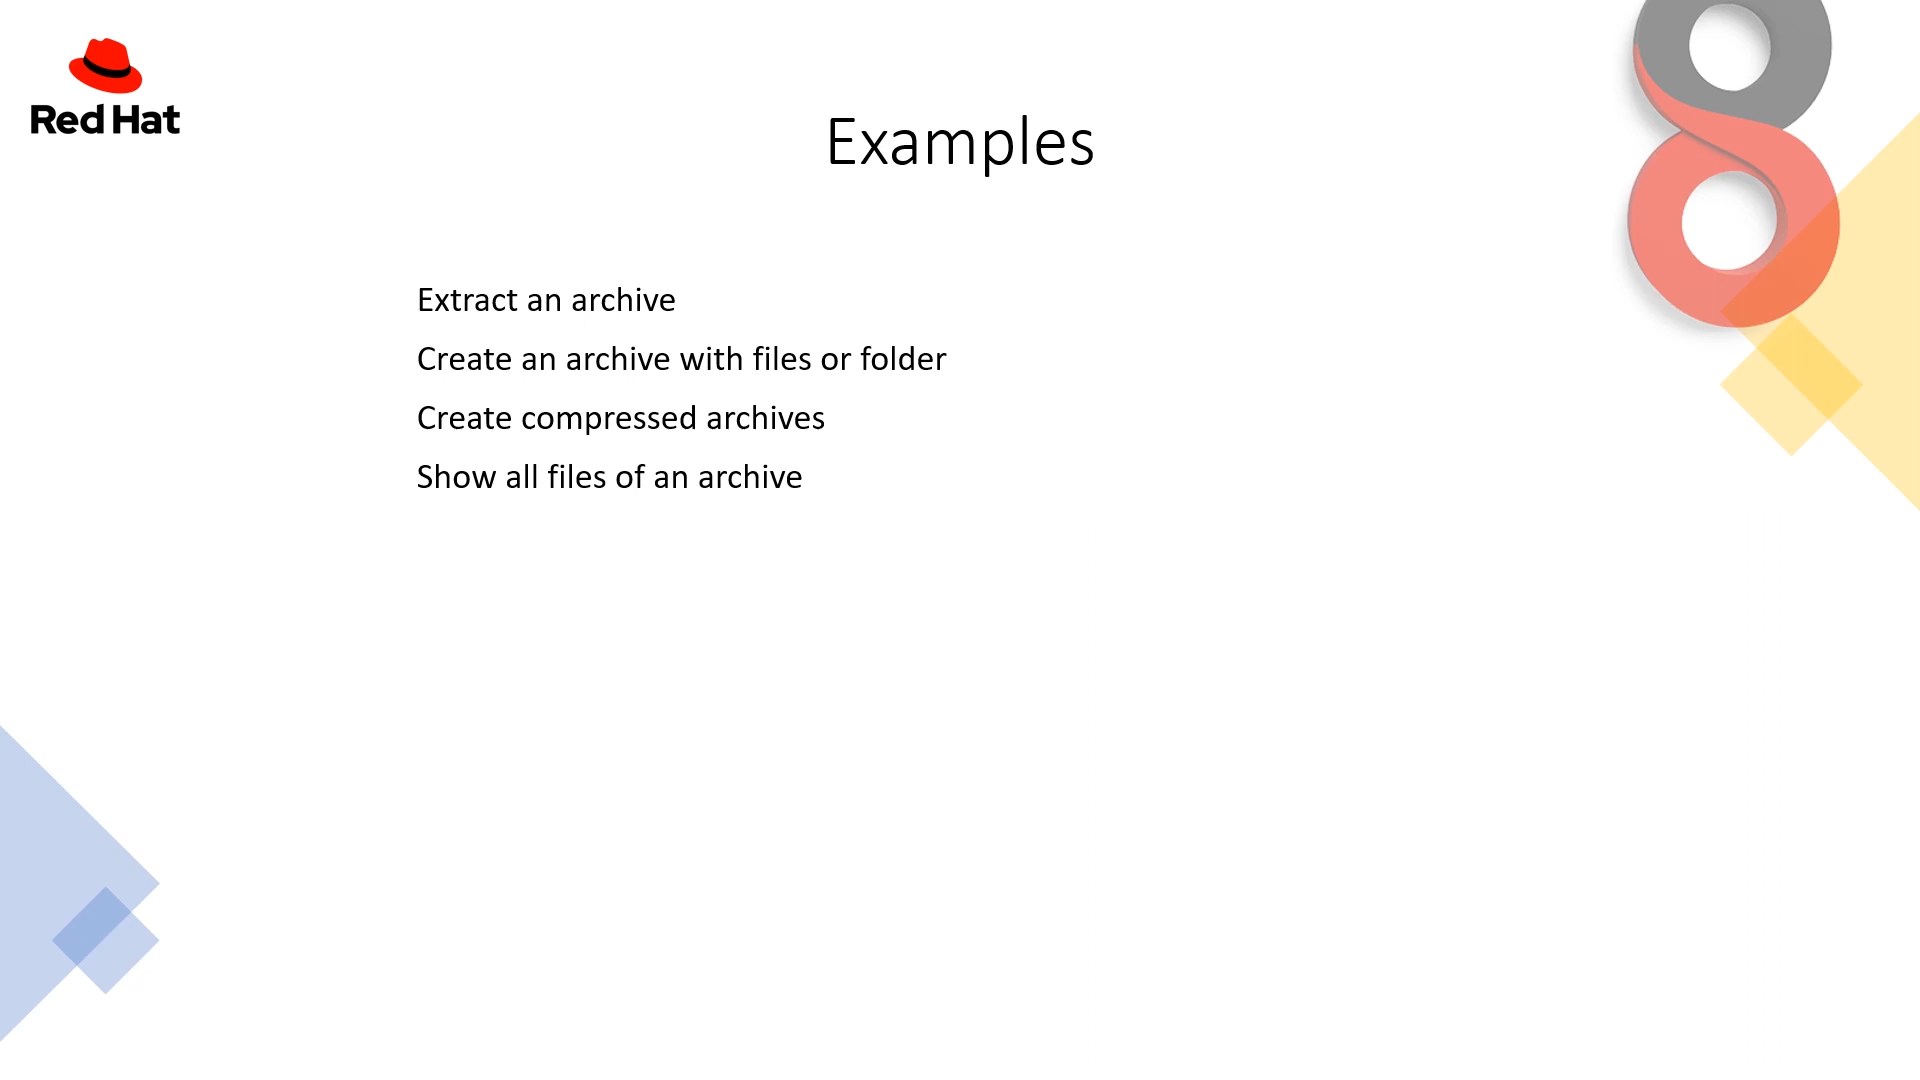 Red Hat
8
Examples
Extract an archive
Create an archive with files or folder
Create compressed archives
Show all files of an archive